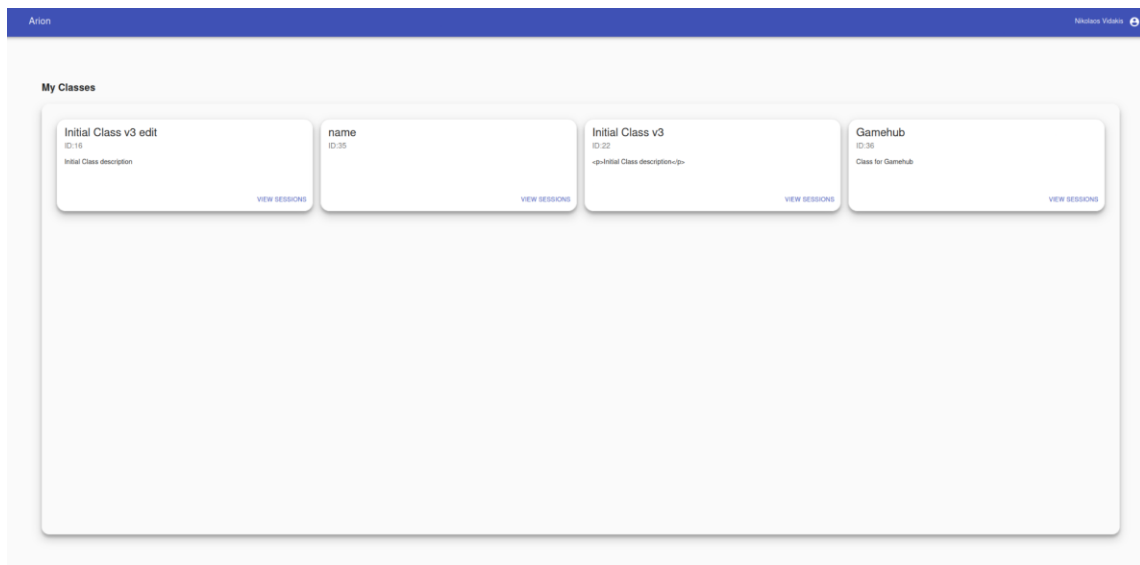 Arion
Nikolaos Vidakis
My Classes
Initial Class v3 edit
ID:16
Initial Class description
VIEW SESSIONS
name
ID:35
VIEW SESSIONS
Initial Class v3
ID:22
<p>Initial Class description</p>
VIEW SESSIONS
Gamehub
ID:36
Class for Gamehub
VIEW SESSIONS